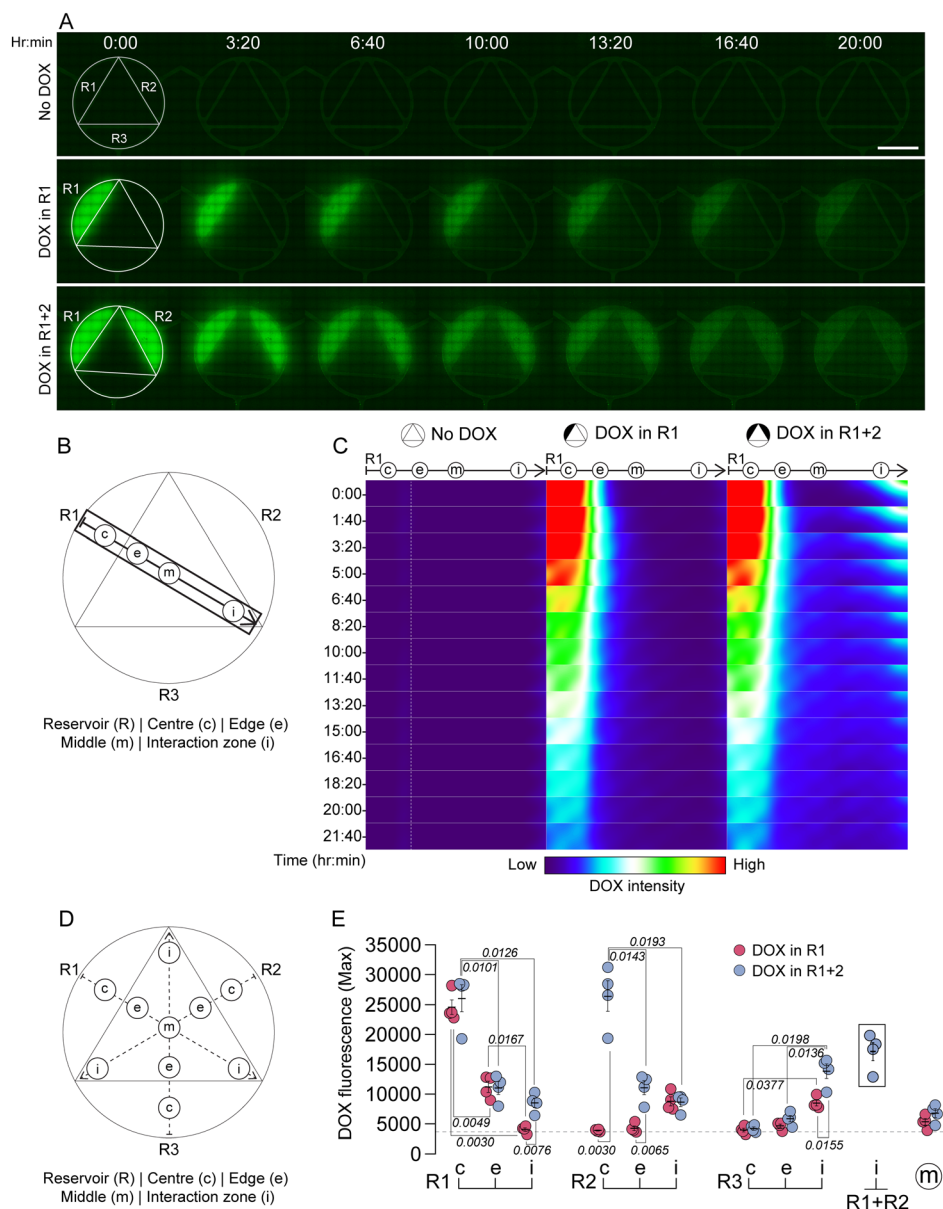 A
Hr:min 0:00 3:20 6:40 10:00 13:20 16:40 20:00
No DOX
R1 R2
R3
DOX in R1
R1
DOX in R1+2
R1 R2
B
R1 R2
c
e
m
i
R3
Reservoir (R) | Centre (c) | Edge (e)
Middle (m) | Interaction zone (i)
C
No DOX DOX in R1 DOX in R1+2
R1 R1 R1
c e m i c e m i c e m i
0:00
1:40
3:20
5:00
6:40
8:20
10:00
11:40
13:20
15:00
16:40
18:20
20:00
21:40
Time (hr:min)
Low High
DOX intensity
D
i
R1 R2
c c
e e
m
i e i
c
R3
Reservoir (R) | Centre (c) | Edge (e)
Middle (m) | Interaction zone (i)
E
DOX fluorescence (Max)
35000
30000
25000
20000
15000
10000
5000
0
DOX in R1
DOX in R1+2
0.0126
0.0101
0.0167
0.0049
0.0030
0.0076
0.0193
0.0143
0.0030
0.0065
0.0198
0.0136
0.0377
0.0155
c e i c e i c e i i m
R1 R2 R3 R1+R2